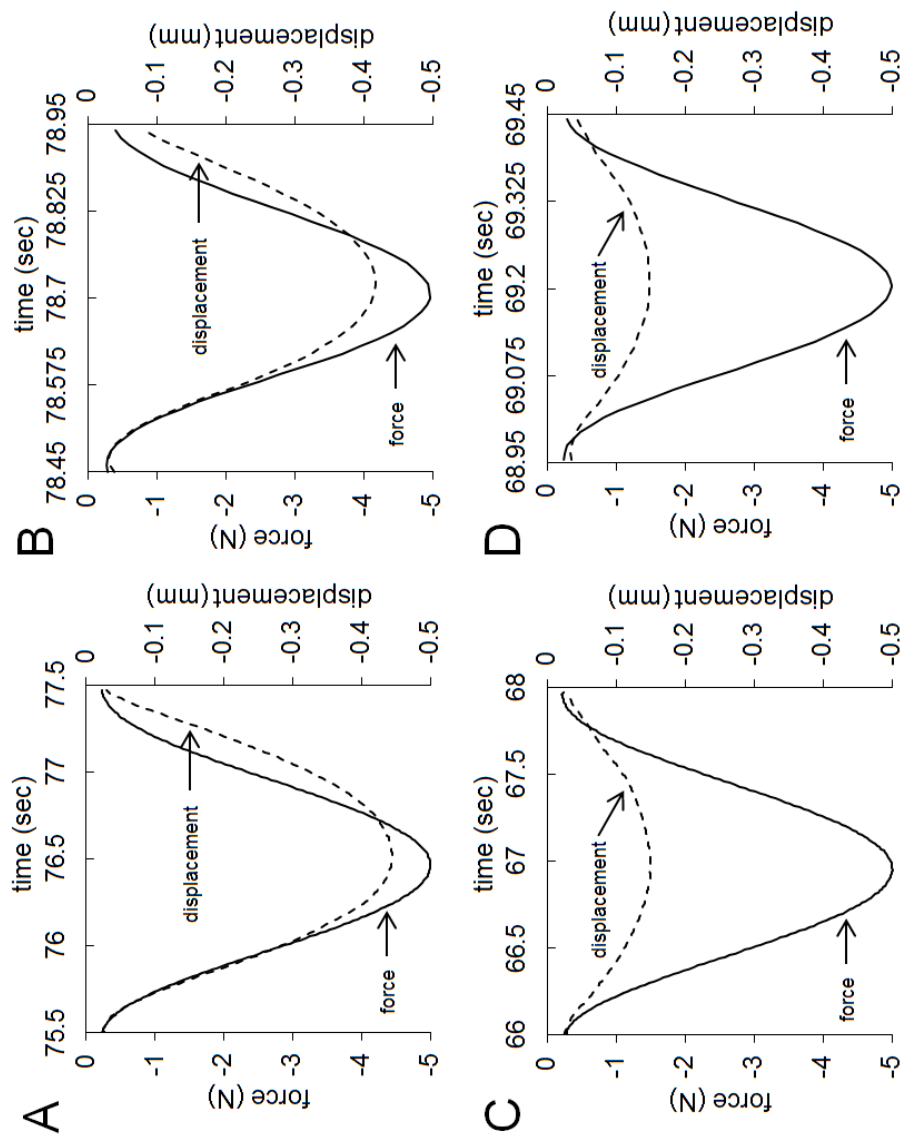 A
time (sec)
75.5 76 76.5 77 77.5
force (N)
0 -1 -2 -3 -4 -5
displacement (mm)
0 -0.1 -0.2 -0.3 -0.4 -0.5
displacement
force
B
time (sec)
78.45 78.575 78.7 78.825 78.95
force (N)
0 -1 -2 -3 -4 -5
displacement (mm)
0 -0.1 -0.2 -0.3 -0.4 -0.5
displacement
force
C
time (sec)
66 66.5 67 67.5 68
force (N)
0 -1 -2 -3 -4 -5
displacement (mm)
0 -0.1 -0.2 -0.3 -0.4 -0.5
displacement
force
D
time (sec)
68.95 69.075 69.2 69.325 69.45
force (N)
0 -1 -2 -3 -4 -5
displacement (mm)
0 -0.1 -0.2 -0.3 -0.4 -0.5
displacement
force